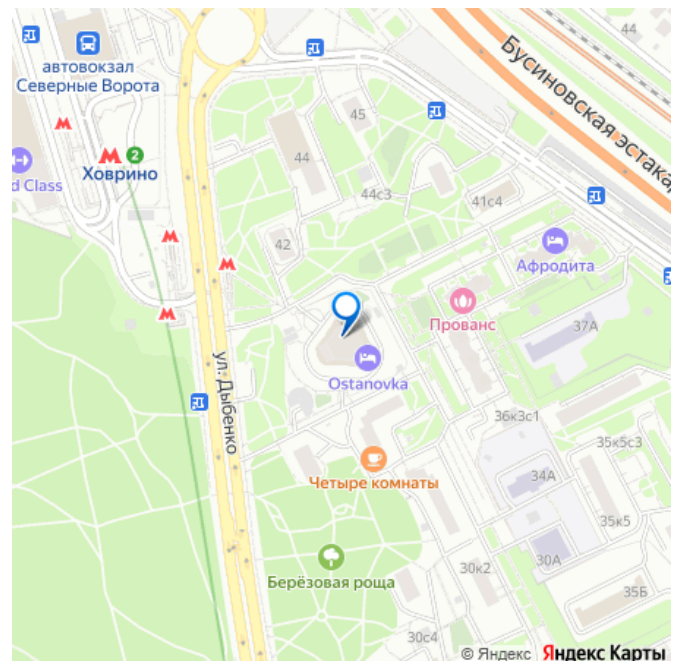 44
автовокзал
Северные Ворота
Бусиновская эстака
45
44
2
Ховрино
d Class
44с3
41с4
42
Афродита
Прованс
37А
ул. Дыбенко
Ostanovka
36к3с1
35к5с3
Четыре комнаты
34А
35к5
30А
30к2
Берёзовая роща
35Б
30с4
© Яндекс Яндекс Карты